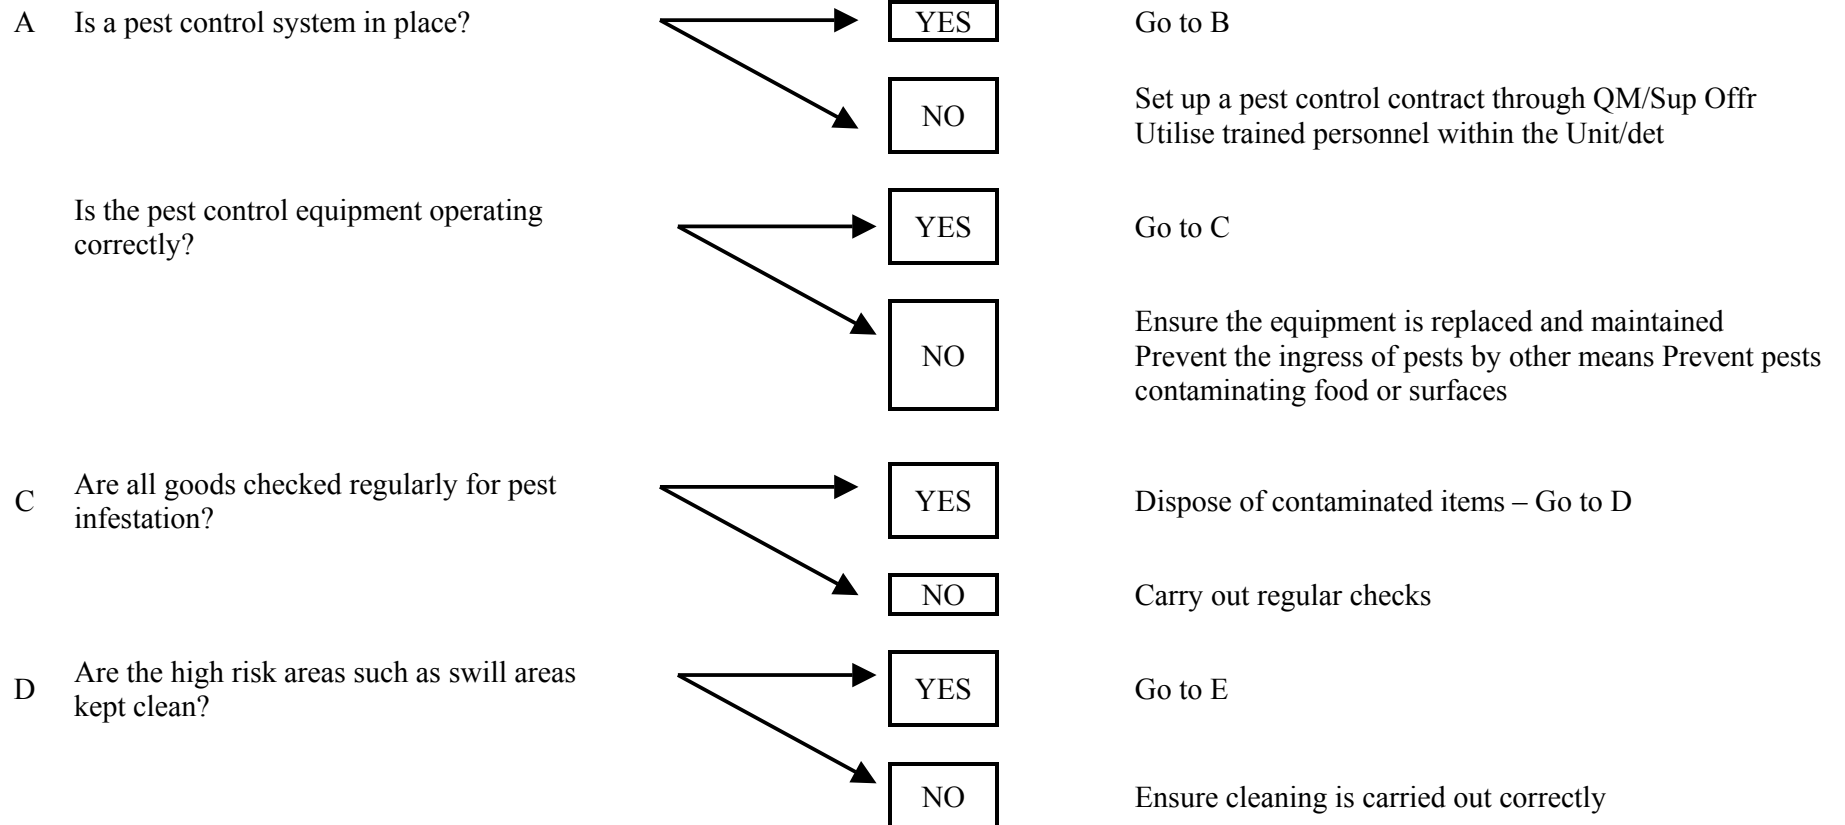 A Is a pest control system in place? YES Go to B
NO Set up a pest control contract through QM/Sup Offr
Utilise trained personnel within the Unit/det
Is the pest control equipment operating
correctly?
YES Go to C
NO
Ensure the equipment is replaced and maintained
Prevent the ingress of pests by other means Prevent pests
contaminating food or surfaces
C Are all goods checked regularly for pest
infestation?
YES Dispose of contaminated items – Go to D
NO Carry out regular checks
D Are the high risk areas such as swill areas
kept clean?
YES Go to E
NO Ensure cleaning is carried out correctly